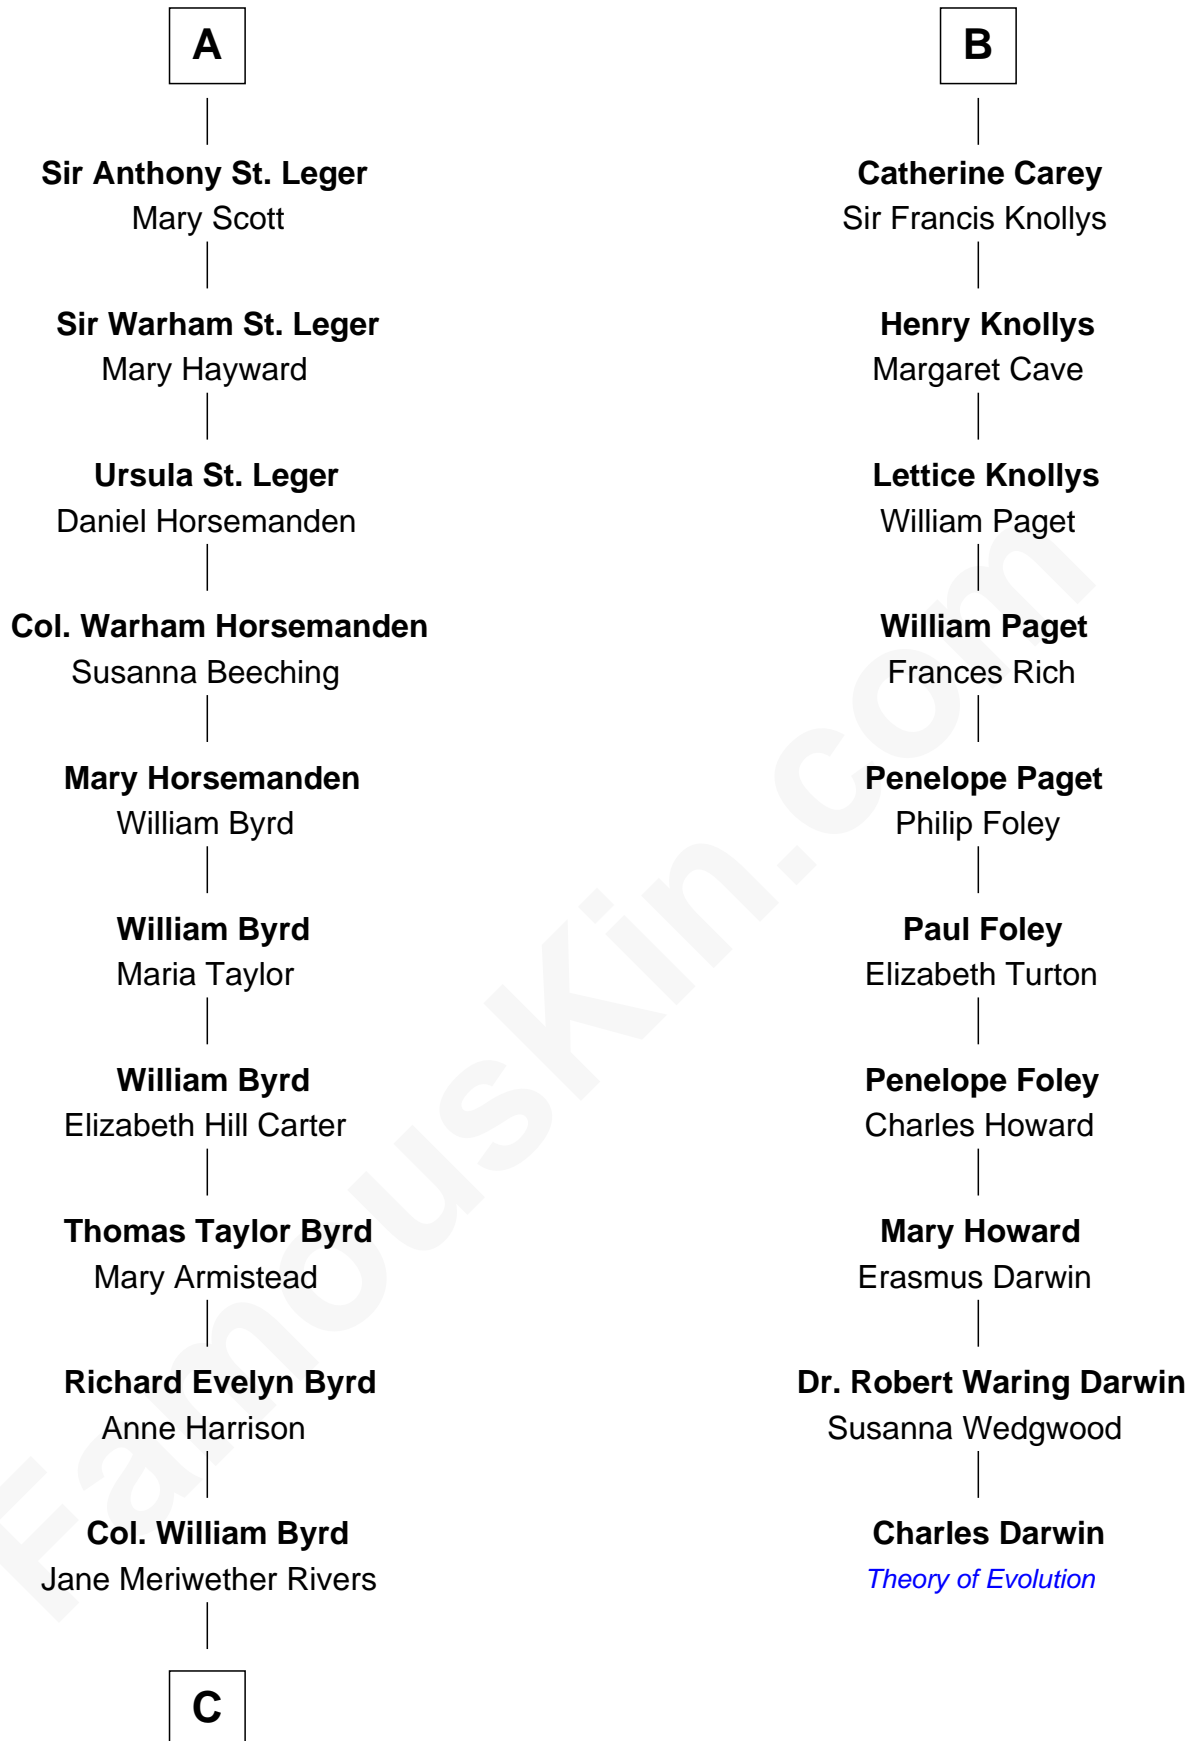 A
Sir Anthony St. Leger
Mary Scott
Sir Warham St. Leger
Mary Hayward
Ursula St. Leger
Daniel Horsemanden
Col. Warham Horsemanden
Susanna Beeching
Mary Horsemanden
William Byrd
William Byrd
Maria Taylor
William Byrd
Elizabeth Hill Carter
Thomas Taylor Byrd
Mary Armistead
Richard Evelyn Byrd
Anne Harrison
Col. William Byrd
Jane Meriwether Rivers
C
B
Catherine Carey
Sir Francis Knollys
Henry Knollys
Margaret Cave
Lettice Knollys
William Paget
William Paget
Frances Rich
Penelope Paget
Philip Foley
Paul Foley
Elizabeth Turton
Penelope Foley
Charles Howard
Mary Howard
Erasmus Darwin
Dr. Robert Waring Darwin
Susanna Wedgwood
Charles Darwin
Theory of Evolution
FamousKin.com